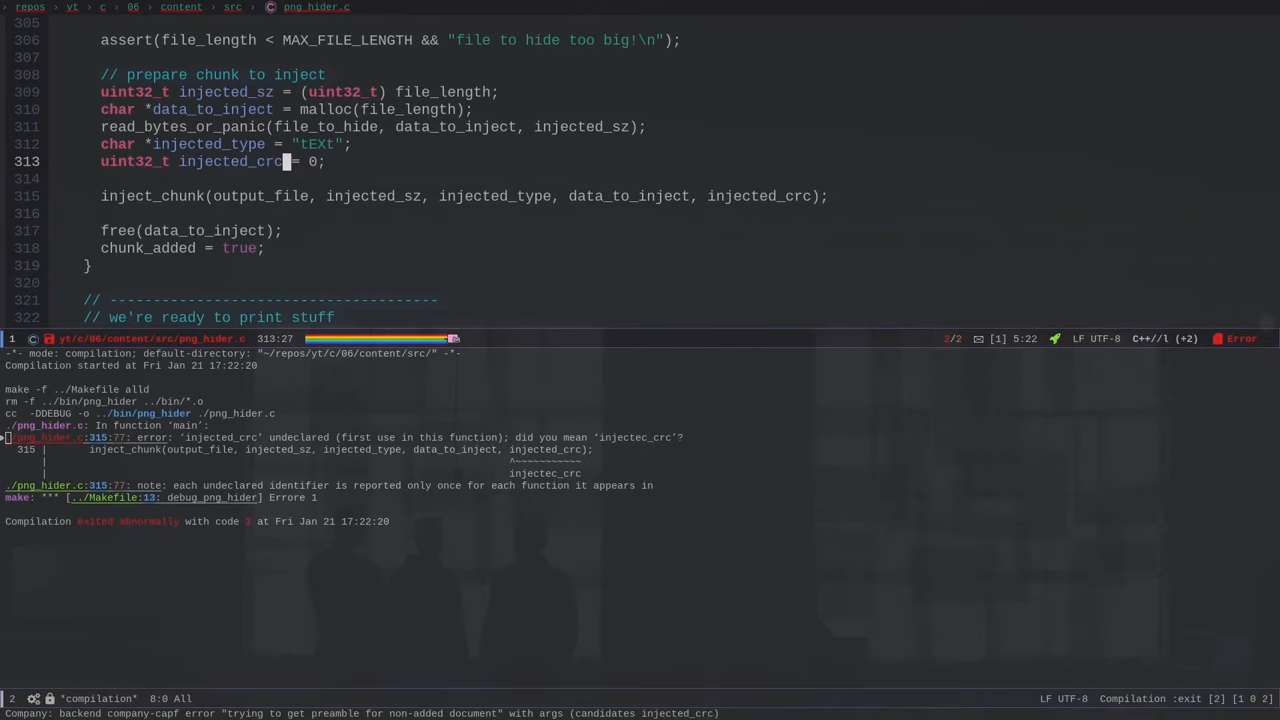 › repos › yt › c › 06 › content › src › © png_hider.c
305
306 assert(file_length < MAX_FILE_LENGTH && "file to hide too big!\n");
307
308 // prepare chunk to inject
309 uint32_t injected_sz = (uint32_t) file_length;
310 char *data_to_inject = malloc(file_length);
311 read_bytes_or_panic(file_to_hide, data_to_inject, injected_sz);
312 char *injected_type = "tEXt";
313 uint32_t injected_crc = 0;
314
315 inject_chunk(output_file, injected_sz, injected_type, data_to_inject, injected_crc);
316
317 free(data_to_inject);
318 chunk_added = true;
319 }
320
321 // --------------------------------------
322 // we're ready to print stuff
1 © yt/c/06/content/src/png_hider.c 313:27 2/2 [1] 5:22 LF UTF-8 C++//l (+2) Error
-*- mode: compilation; default-directory: "~/repos/yt/c/06/content/src/" -*-
Compilation started at Fri Jan 21 17:22:20
make -f ../Makefile alld
rm -f ../bin/png_hider ../bin/*.o
cc -DDEBUG -o ../bin/png_hider ./png_hider.c
./png_hider.c: In function ‘main’:
./png_hider.c:315:77: error: ‘injected_crc’ undeclared (first use in this function); did you mean ‘injectec_crc’?
315 | inject_chunk(output_file, injected_sz, injected_type, data_to_inject, injected_crc);
| ^~~~~~~~~~~~
| injectec_crc
./png_hider.c:315:77: note: each undeclared identifier is reported only once for each function it appears in
make: *** [../Makefile:13: debug_png_hider] Errore 1
Compilation exited abnormally with code 2 at Fri Jan 21 17:22:20
2 *compilation* 8:0 All LF UTF-8 Compilation :exit [2] [1 0 2]
Company: backend company-capf error "trying to get preamble for non-added document" with args (candidates injected_crc)